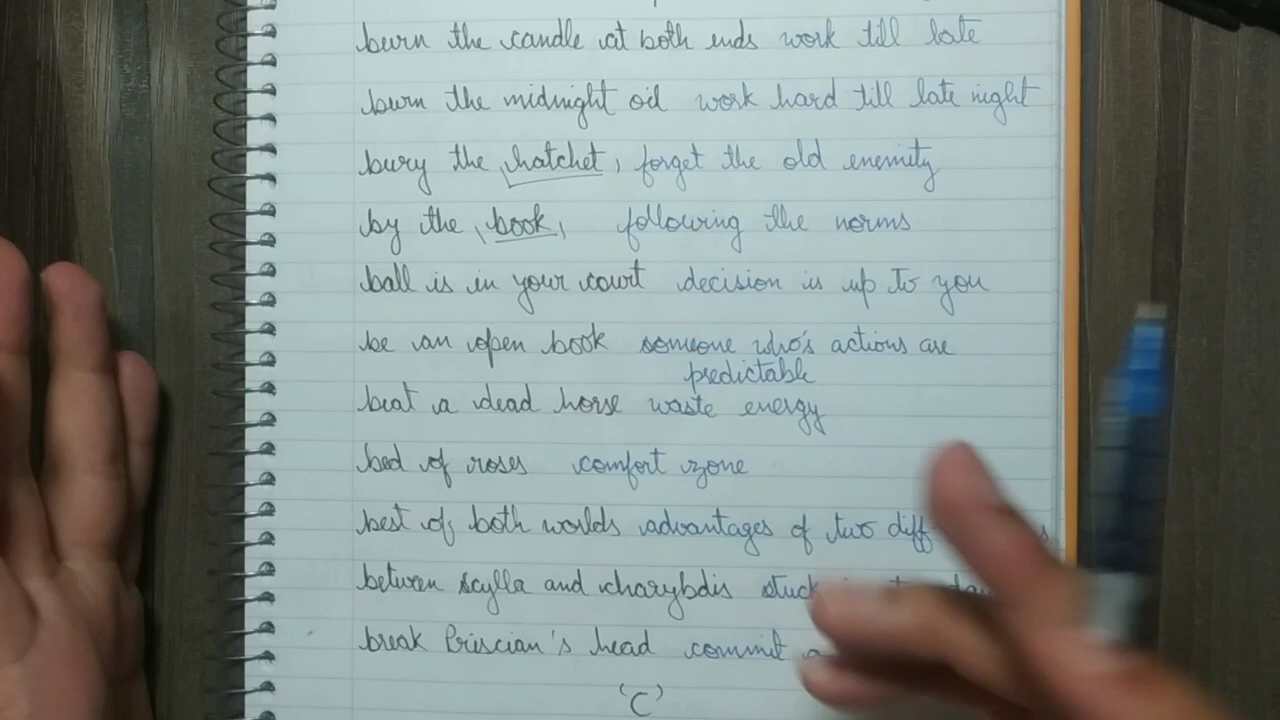 burn the candle at both ends work till late
burn the midnight oil work hard till late night
bury the hatchet, forget the old enemity
by the book, following the norms
ball is in your court decision is up to you
be an open book someone who's actions are
predictable
beat a dead horse waste energy
bed of roses comfort zone
best of both worlds advantages of two
between scylla and charybdis stuck
break Priscian's head commit
'C'